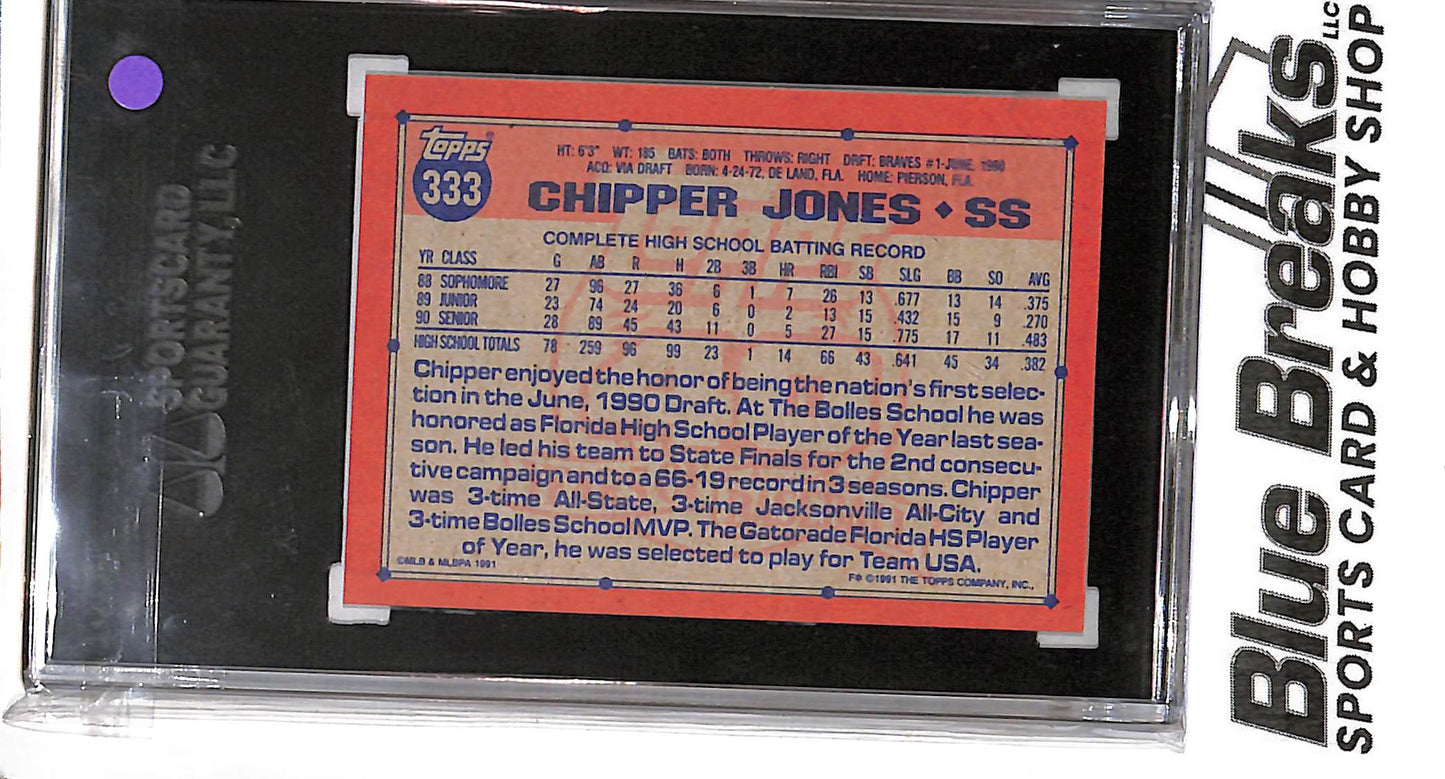 TOPPS®
333
HT: 6'3" WT: 185 BATS: BOTH THROWS: RIGHT DRFT: BRAVES #1-JUNE, 1990
ACQ: VIA DRAFT BORN: 4-24-72, DE LAND, FLA. HOME: PIERSON, FLA.
CHIPPER JONES ◆ SS
COMPLETE HIGH SCHOOL BATTING RECORD
YR CLASS G AB R H 2B 3B HR RBI SB SLG BB SO AVG
88 SOPHOMORE 27 96 27 36 6 1 7 26 13 .677 13 14 .375
89 JUNIOR 23 74 24 20 6 0 2 13 15 .432 15 9 .270
90 SENIOR 28 89 45 43 11 0 5 27 15 .775 17 11 .483
HIGH SCHOOL TOTALS 78 259 96 99 23 1 14 66 43 .641 45 34 .382
Chipper enjoyed the honor of being the nation's first selec-
tion in the June, 1990 Draft. At The Bolles School he was
honored as Florida High School Player of the Year last sea-
son. He led his team to State Finals for the 2nd consecu-
tive campaign and to a 66-19 record in 3 seasons. Chipper
was 3-time All-State, 3-time Jacksonville All-City and
3-time Bolles School MVP. The Gatorade Florida HS Player
of Year, he was selected to play for Team USA.
©MLB & MLBPA 1991
F✽ ©1991 THE TOPPS COMPANY, INC.,
SPORTSCARD
GUARANTY, LLC
Blue Breaks LLC
SPORTS CARD & HOBBY SHOP